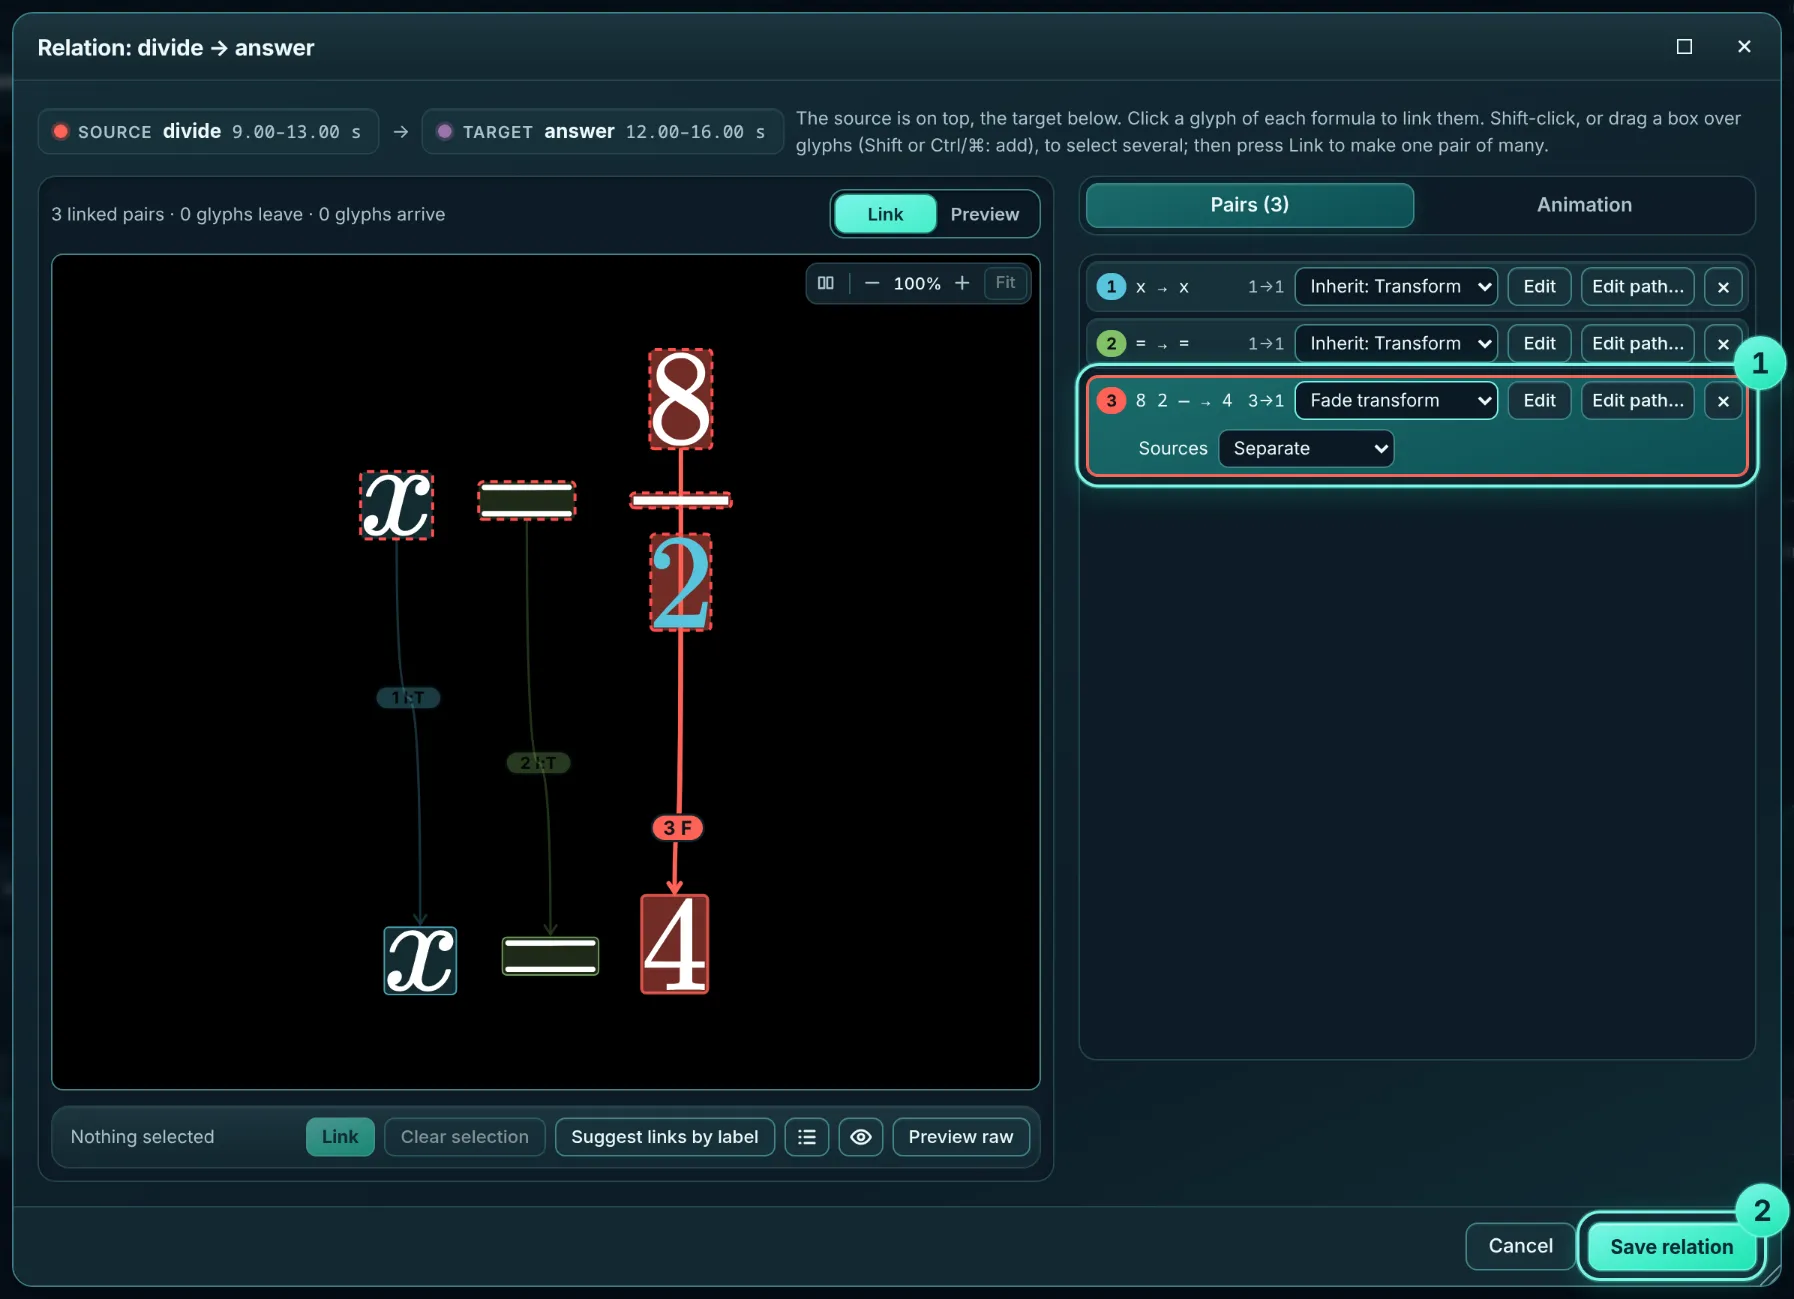 Relation: divide → answer
SOURCE divide 9.00–13.00 s → TARGET answer 12.00–16.00 s
The source is on top, the target below. Click a glyph of each formula to link them. Shift-click, or drag a box over
glyphs (Shift or Ctrl/⌘: add), to select several; then press Link to make one pair of many.
3 linked pairs · 0 glyphs leave · 0 glyphs arrive
Link Preview
Pairs (3) Animation
− 100% + Fit
1 x → x 1→1 Inherit: Transform Edit Edit path... ×
2 = → = 1→1 Inherit: Transform Edit Edit path... ×
1
3 8 2 — → 4 3→1 Fade transform Edit Edit path... ×
Sources Separate
8
x =
2
2
3 F
x = 4
Nothing selected Link Clear selection Suggest links by label Preview raw
2
Cancel Save relation